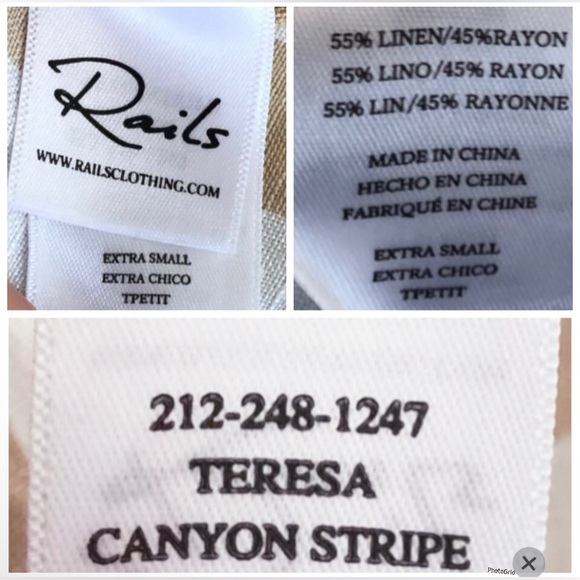 Rails
WWW.RAILSCLOTHING.COM
EXTRA SMALL
EXTRA CHICO
TPETIT
55% LINEN/45%RAYON
55% LINO/45% RAYON
55% LIN/45% RAYONNE
MADE IN CHINA
HECHO EN CHINA
FABRIQUÉ EN CHINE
EXTRA SMALL
EXTRA CHICO
TPETIT
212-248-1247
TERESA
CANYON STRIPE
PhotoGrid